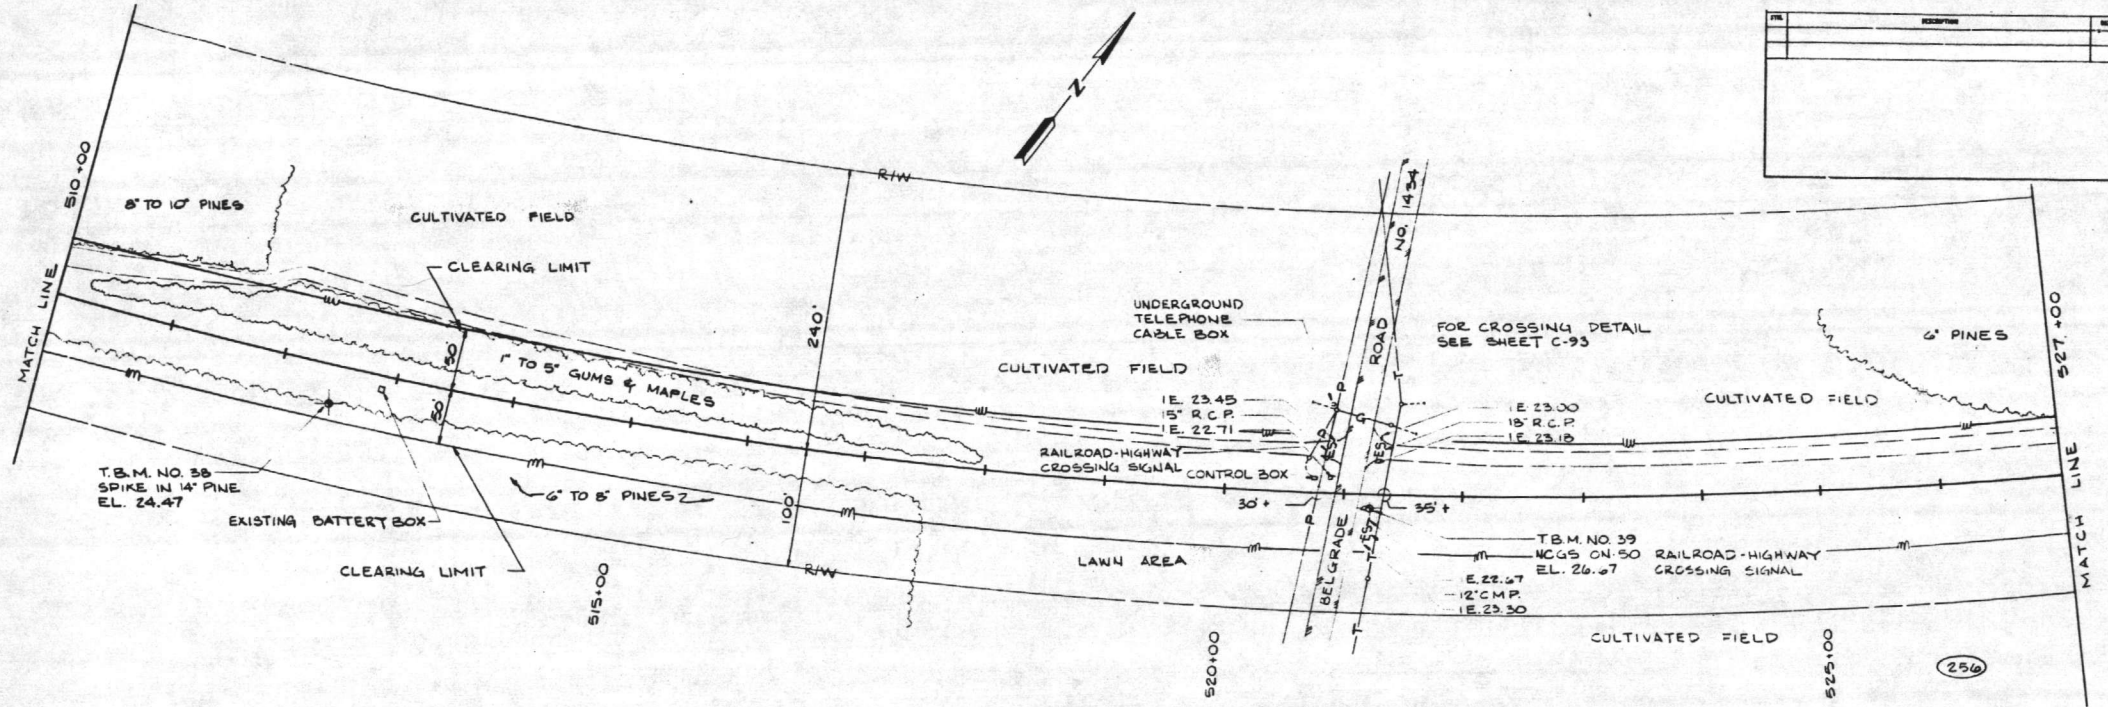 DESCRIPTION
510+00
MATCH LINE
8" TO 10" PINES
CULTIVATED FIELD
CLEARING LIMIT
N
R/W
240'
50'
50'
1" TO 5" GUMS & MAPLES
T.B.M. NO. 38
SPIKE IN 14" PINE
EL. 24.47
EXISTING BATTERY BOX
CLEARING LIMIT
6" TO 8" PINES
100'
R/W
515+00
CULTIVATED FIELD
UNDERGROUND
TELEPHONE
CABLE BOX
I.E. 23.45
15" R.C.P.
I.E. 22.71
RAILROAD-HIGHWAY
CROSSING SIGNAL
CONTROL BOX
30'+
LAWN AREA
520+00
BELGRADE
ROAD
NO. 1434
P
P
P
G
T
T
T
FOR CROSSING DETAIL
SEE SHEET C-93
I.E. 23.00
18" R.C.P.
I.E. 23.18
35'+
T.B.M. NO. 39
NCGS ON-50
EL. 26.67
RAILROAD-HIGHWAY
CROSSING SIGNAL
I.E. 22.67
12" C.M.P.
I.E. 23.30
CULTIVATED FIELD
6" PINES
CULTIVATED FIELD
525+00
527+00
MATCH LINE
256